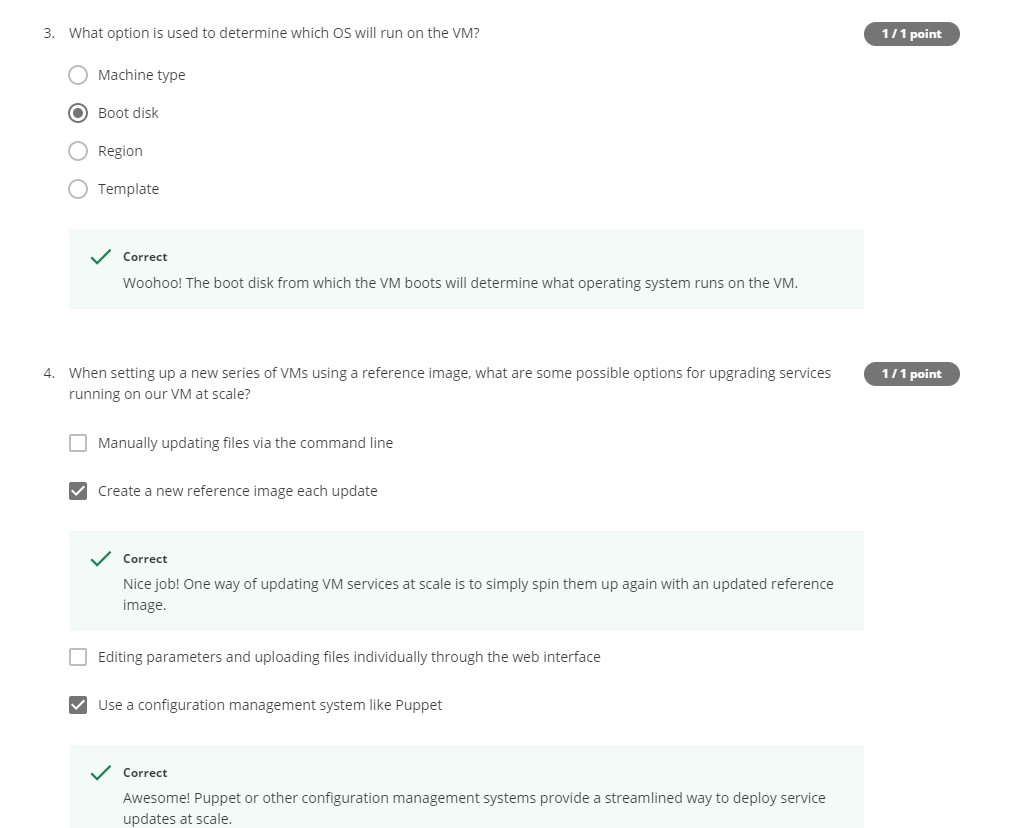 3. What option is used to determine which OS will run on the VM?
1 / 1 point
Machine type
Boot disk
Region
Template
Correct
Woohoo! The boot disk from which the VM boots will determine what operating system runs on the VM.
4. When setting up a new series of VMs using a reference image, what are some possible options for upgrading services
1 / 1 point
running on our VM at scale?
Manually updating files via the command line
Create a new reference image each update
Correct
Nice job! One way of updating VM services at scale is to simply spin them up again with an updated reference
image.
Editing parameters and uploading files individually through the web interface
Use a configuration management system like Puppet
Correct
Awesome! Puppet or other configuration management systems provide a streamlined way to deploy service
updates at scale.